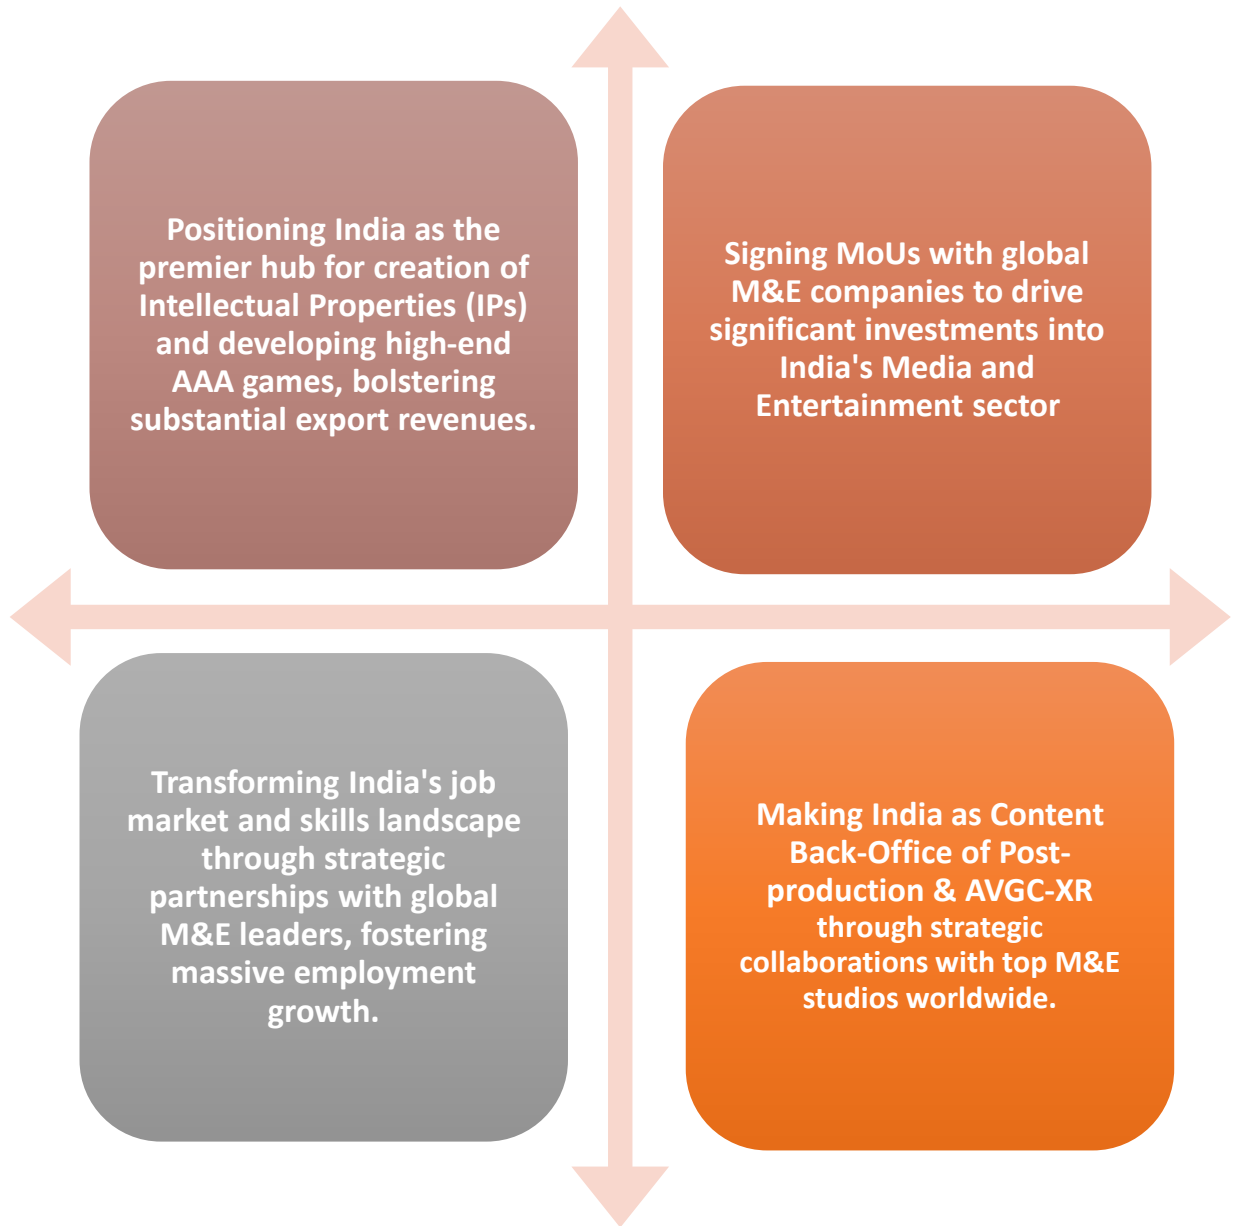 Positioning India as the
premier hub for creation of
Intellectual Properties (IPs)
and developing high-end
AAA games, bolstering
substantial export revenues.
Signing MoUs with global
M&E companies to drive
significant investments into
India's Media and
Entertainment sector
Transforming India's job
market and skills landscape
through strategic
partnerships with global
M&E leaders, fostering
massive employment
growth.
Making India as Content
Back-Office of Post-
production & AVGC-XR
through strategic
collaborations with top M&E
studios worldwide.